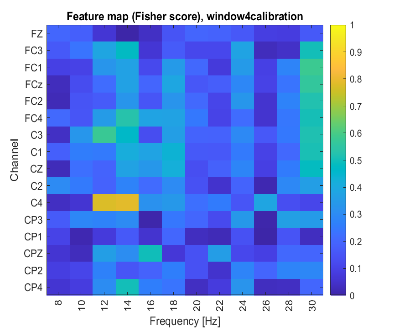 Feature map (Fisher score), window4calibration
FZ
FC3
FC1
FCz
FC2
FC4
C3
C1
CZ
C2
C4
CP3
CP1
CPZ
CP2
CP4
Channel
8 10 12 14 16 18 20 22 24 26 28 30
Frequency [Hz]
1
0.9
0.8
0.7
0.6
0.5
0.4
0.3
0.2
0.1
0